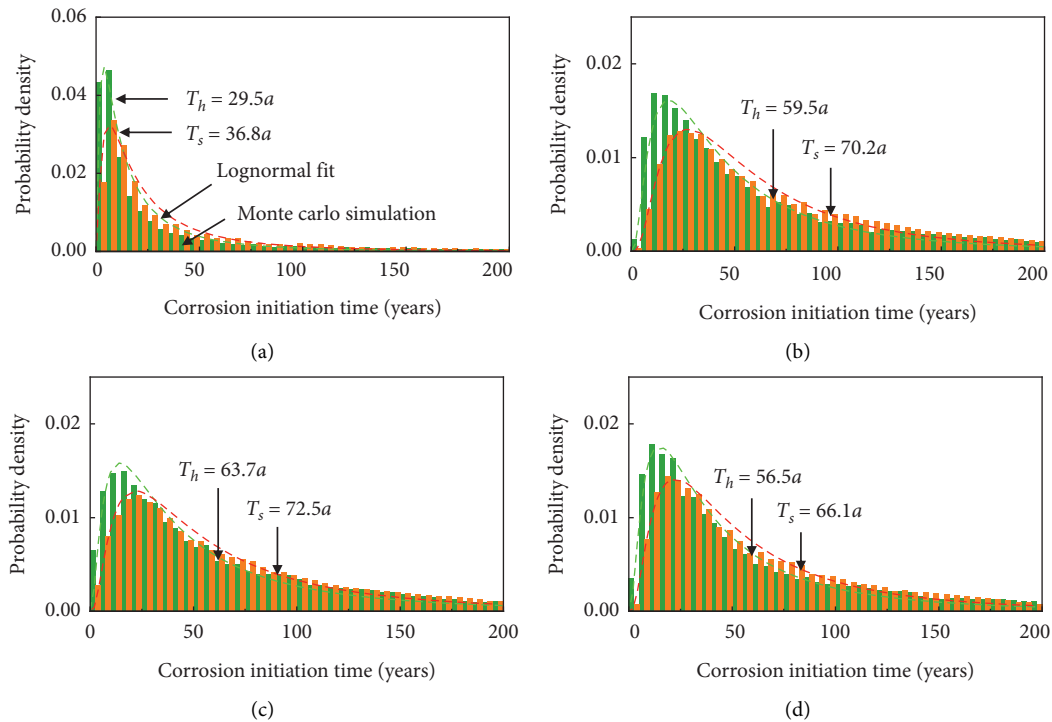 0.06
0.04
0.02
0.00
Probability density
T_h = 29.5a
T_s = 36.8a
Lognormal fit
Monte carlo simulation
0 50 100 150 200
Corrosion initiation time (years)
(a)
0.02
0.01
0.00
Probability density
T_h = 59.5a
T_s = 70.2a
0 50 100 150 200
Corrosion initiation time (years)
(b)
0.02
0.01
0.00
Probability density
T_h = 63.7a
T_s = 72.5a
0 50 100 150 200
Corrosion initiation time (years)
(c)
0.02
0.01
0.00
Probability density
T_h = 56.5a
T_s = 66.1a
0 50 100 150 200
Corrosion initiation time (years)
(d)